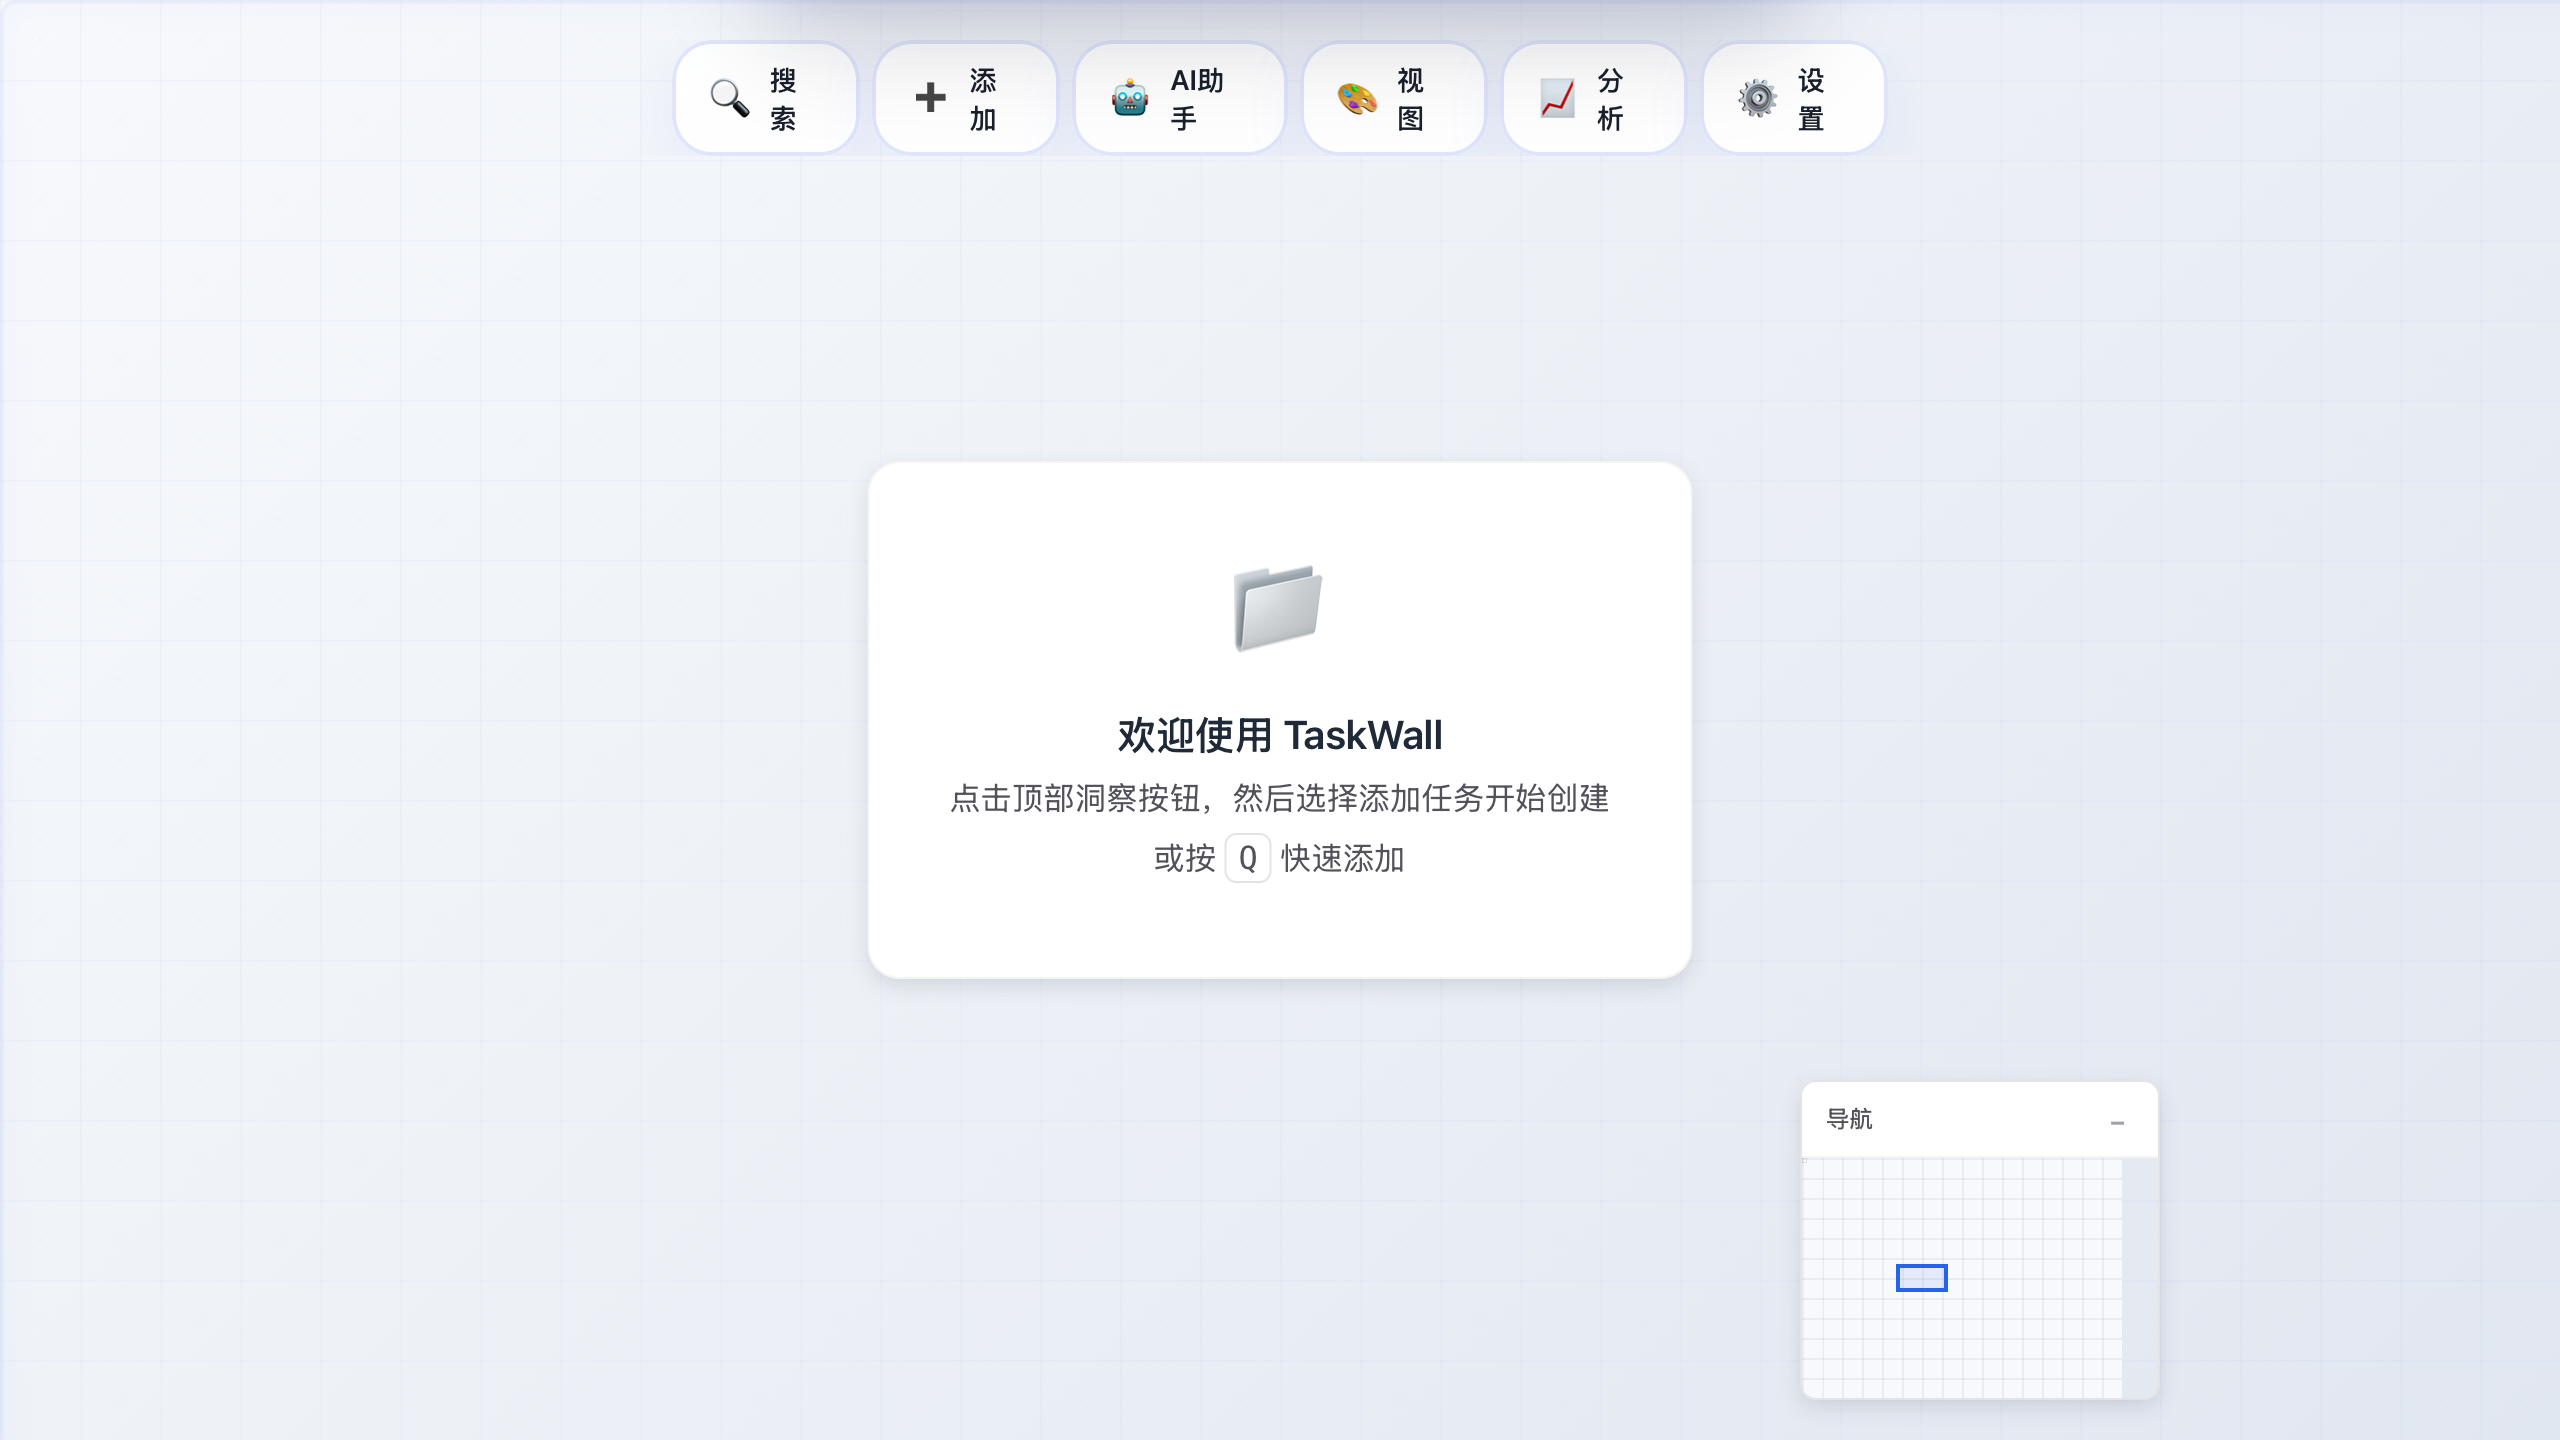 搜
索
添
加
AI助
手
视
图
分
析
设
置
欢迎使用 TaskWall
点击顶部洞察按钮，然后选择添加任务开始创建
或按 Q 快速添加
导航